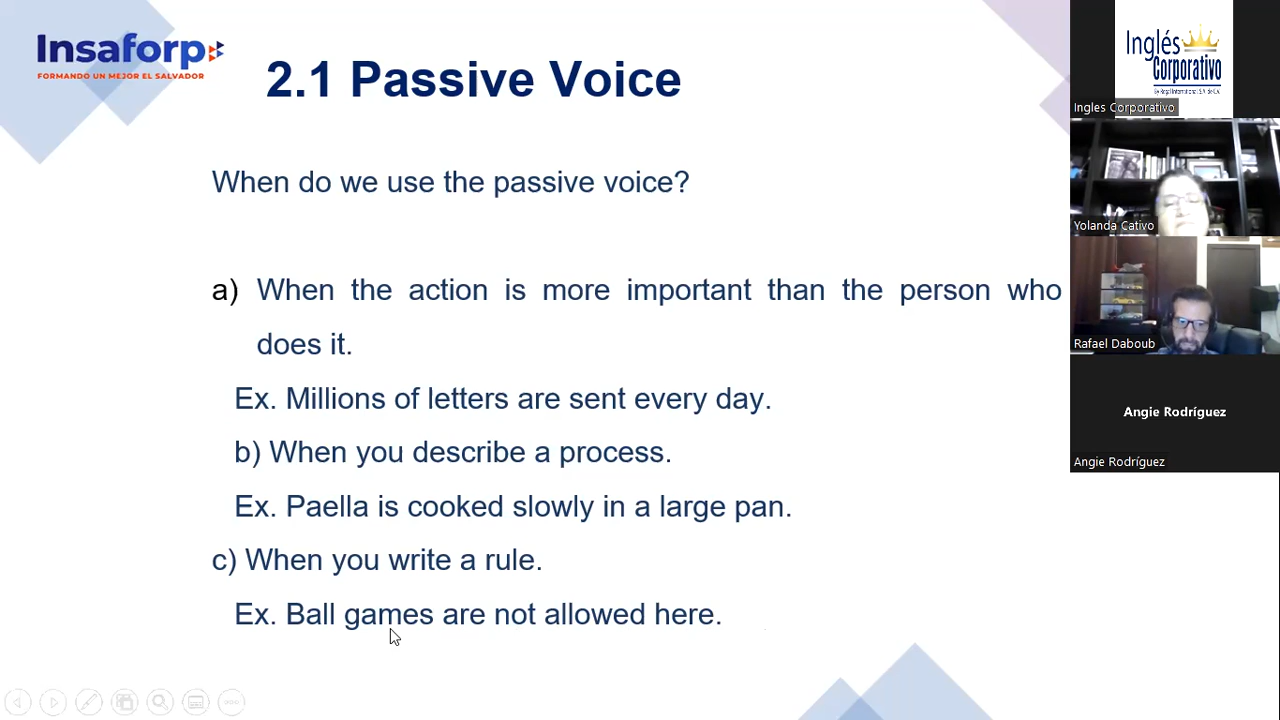 Insaforp
FORMANDO UN MEJOR EL SALVADOR
2.1 Passive Voice
When do we use the passive voice?
a) When the action is more important than the person who
does it.
Ex. Millions of letters are sent every day.
b) When you describe a process.
Ex. Paella is cooked slowly in a large pan.
c) When you write a rule.
Ex. Ball games are not allowed here.
Inglés
Corporativo
Ingles Corporativo
Yolanda Cativo
Rafael Daboub
Angie Rodríguez
Angie Rodríguez